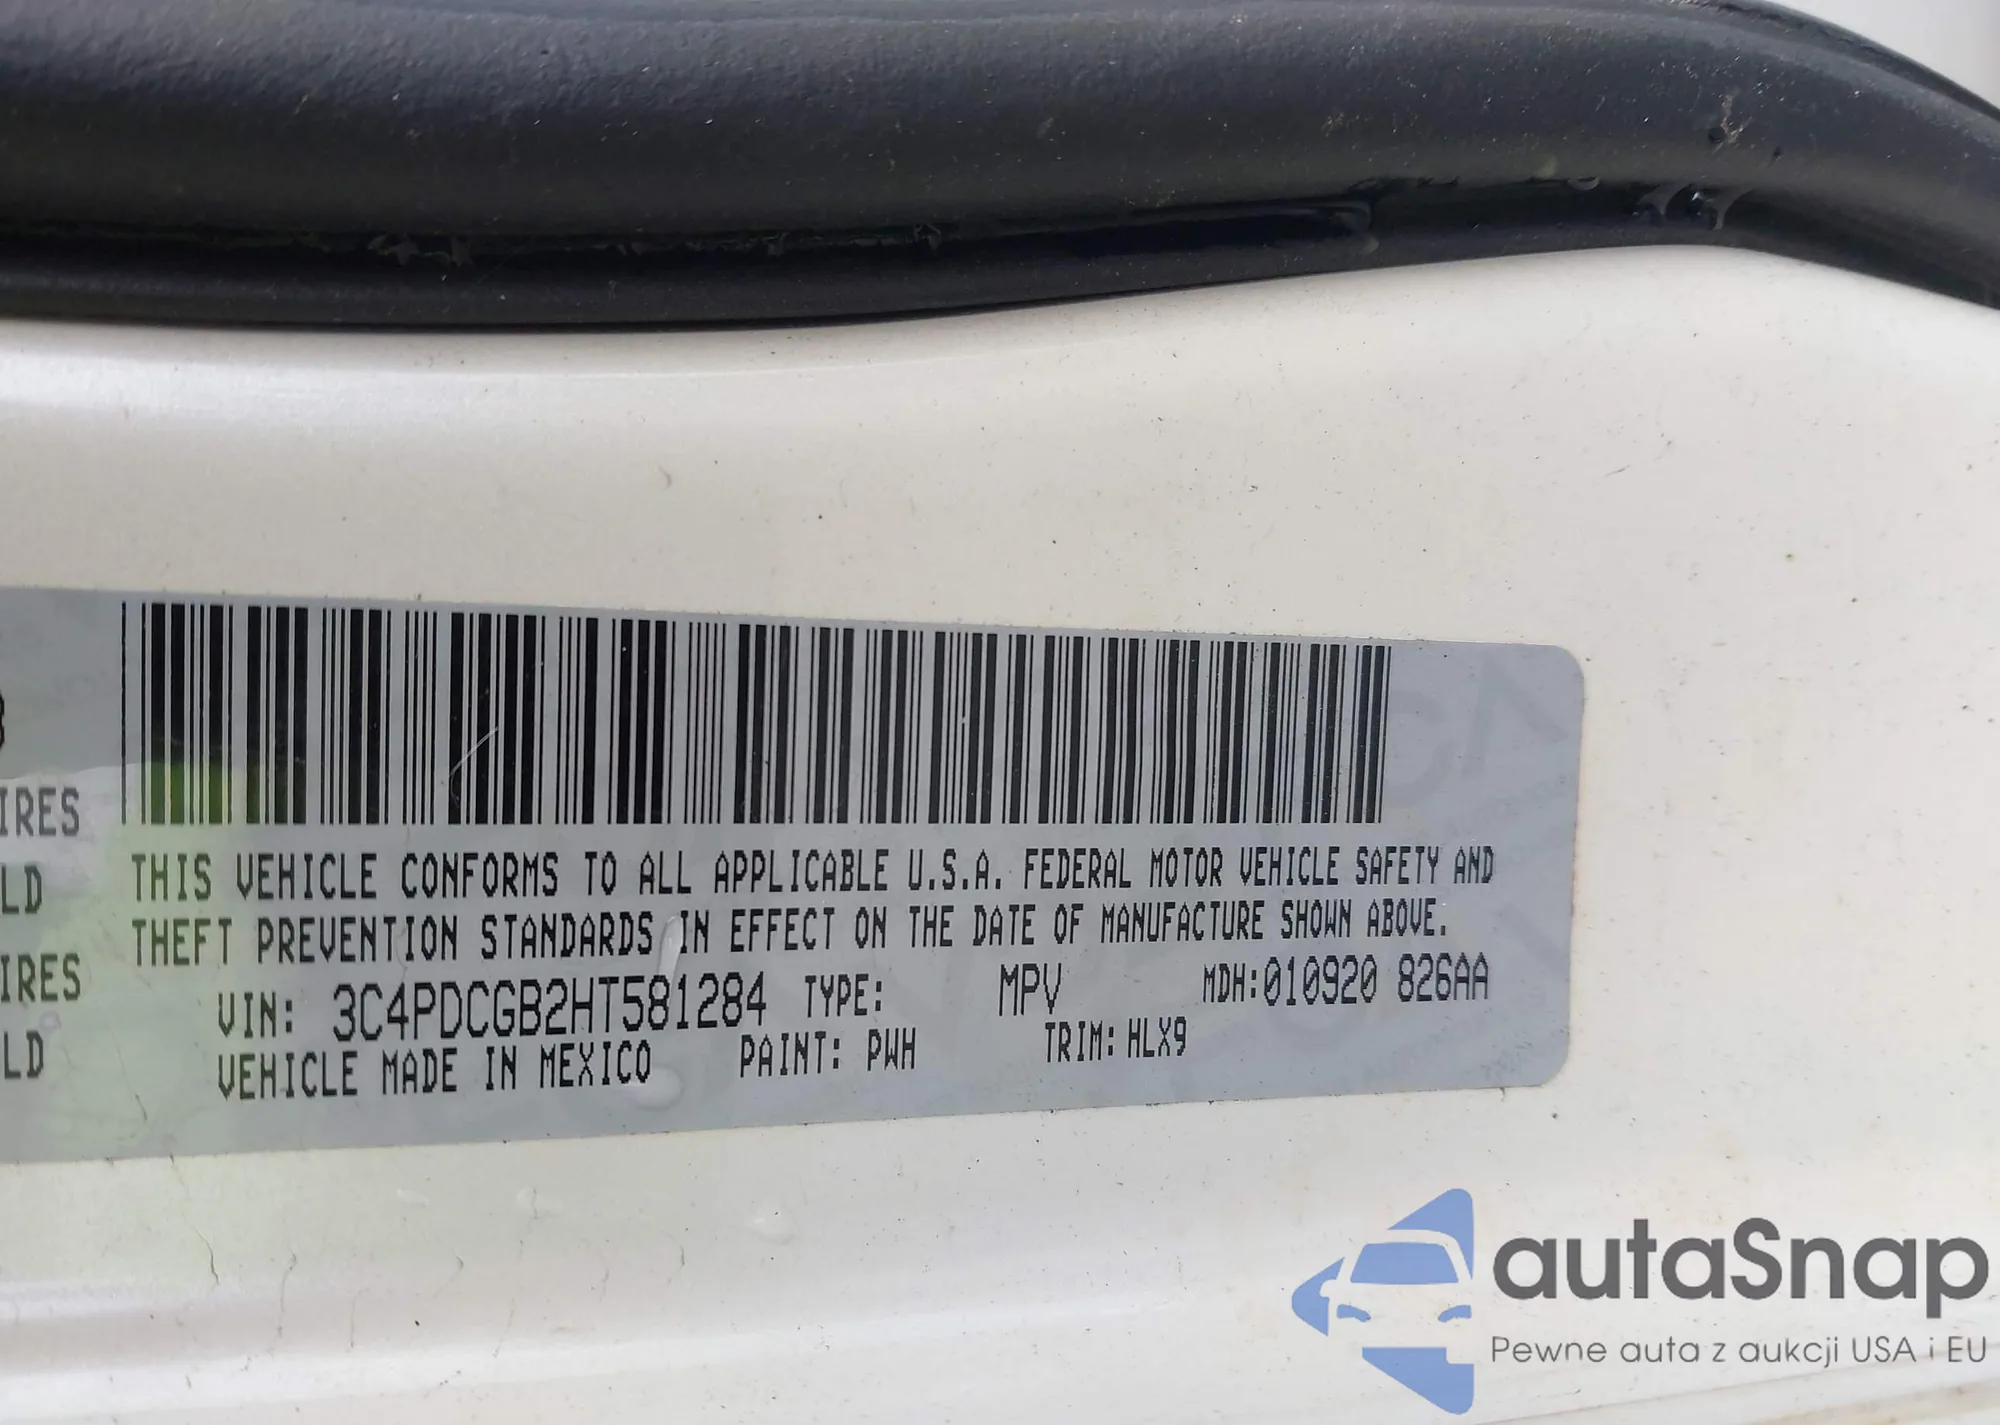 IRES
LD
IRES
LD
THIS VEHICLE CONFORMS TO ALL APPLICABLE U.S.A. FEDERAL MOTOR VEHICLE SAFETY AND
THEFT PREVENTION STANDARDS IN EFFECT ON THE DATE OF MANUFACTURE SHOWN ABOVE.
VIN: 3C4PDCGB2HT581284 TYPE: MPV MDH:010920 826AA
VEHICLE MADE IN MEXICO PAINT: PWH TRIM: HLX9
autaSnap
Pewne auta z aukcji USA i EU